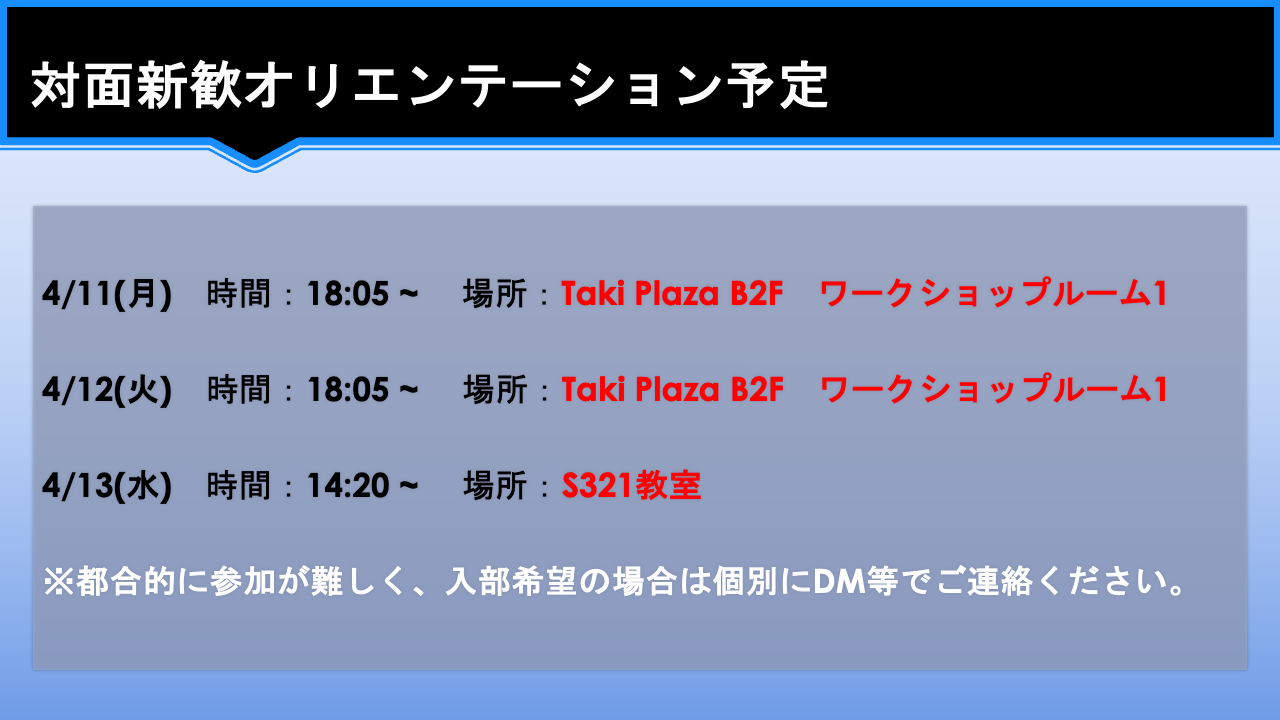 対面新歓オリエンテーション予定
4/11(月)　時間：18:05 ~　場所：Taki Plaza B2F　ワークショップルーム1
4/12(火)　時間：18:05 ~　場所：Taki Plaza B2F　ワークショップルーム1
4/13(水)　時間：14:20 ~　場所：S321教室
※都合的に参加が難しく、入部希望の場合は個別にDM等でご連絡ください。